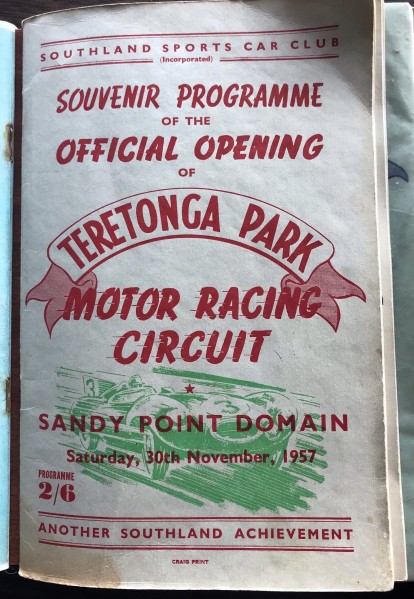 SOUTHLAND SPORTS CAR CLUB
(Incorporated)
SOUVENIR PROGRAMME
OF THE
OFFICIAL OPENING
OF
TERETONGA PARK
MOTOR RACING
CIRCUIT
SANDY POINT DOMAIN
Saturday, 30th November, 1957
PROGRAMME
2/6
ANOTHER SOUTHLAND ACHIEVEMENT
CRAIG PRINT